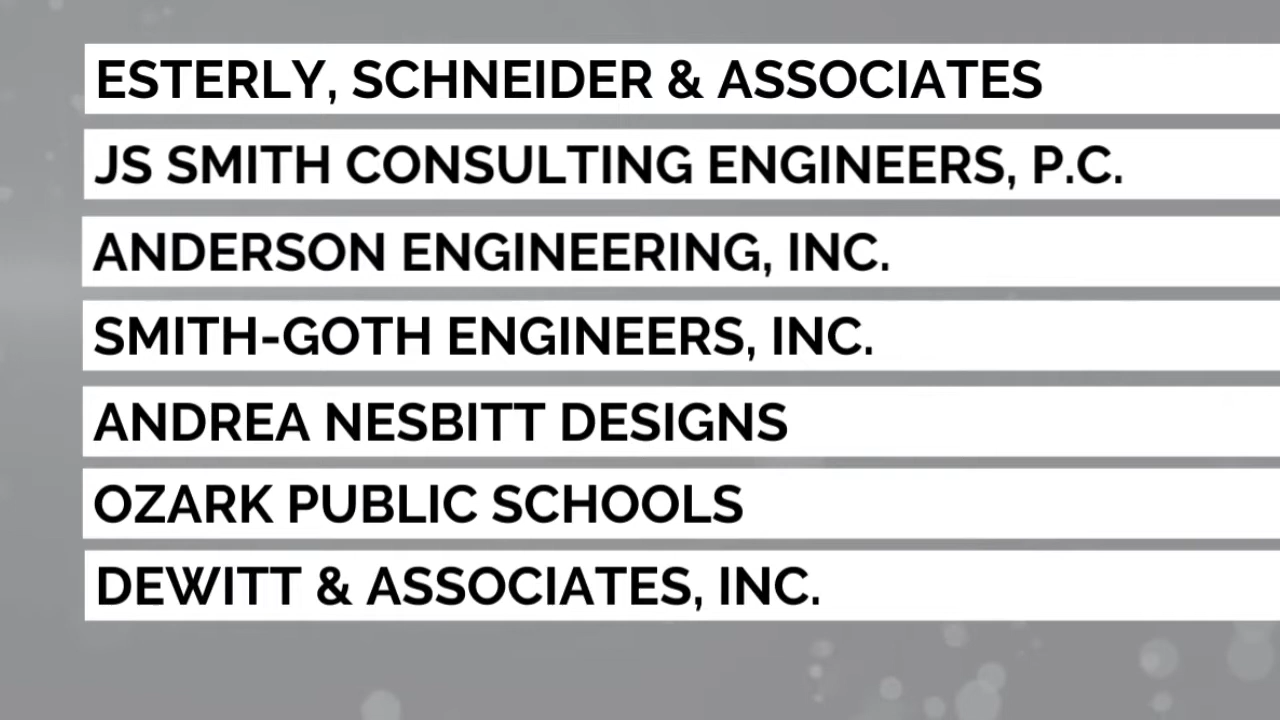 ESTERLY, SCHNEIDER & ASSOCIATES
JS SMITH CONSULTING ENGINEERS, P.C.
ANDERSON ENGINEERING, INC.
SMITH-GOTH ENGINEERS, INC.
ANDREA NESBITT DESIGNS
OZARK PUBLIC SCHOOLS
DEWITT & ASSOCIATES, INC.